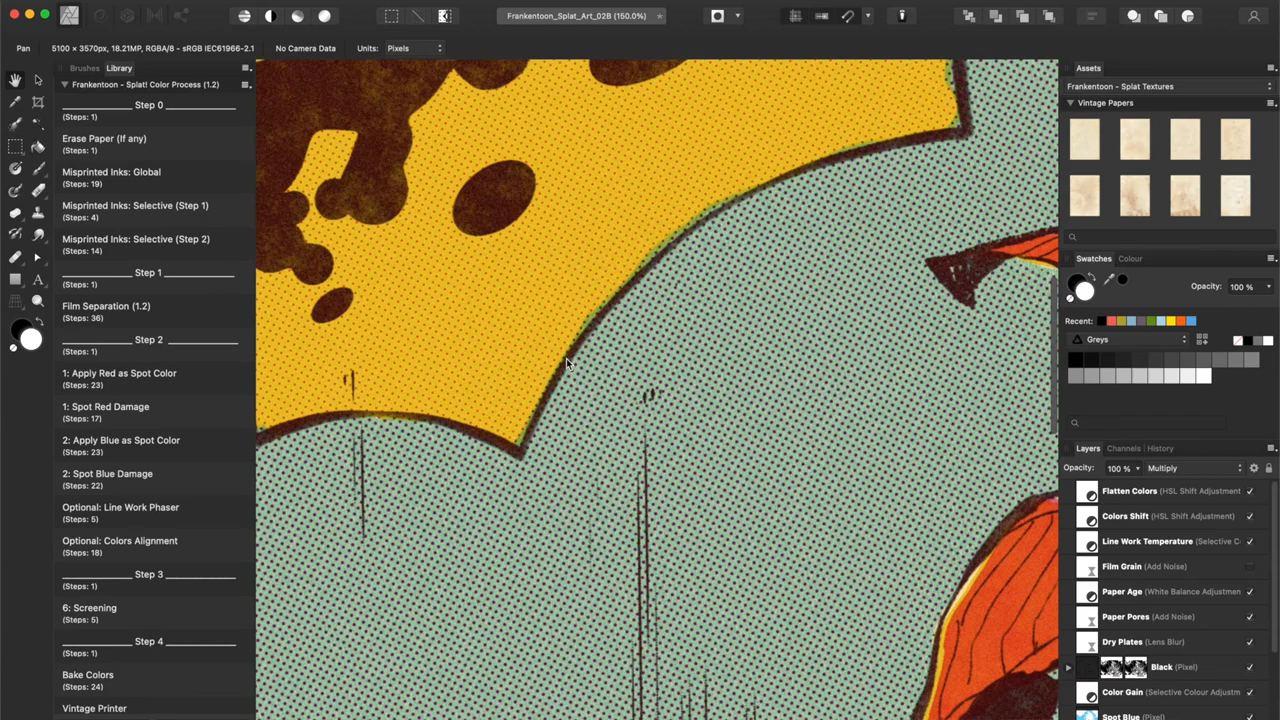 Frankentoon_Splat_Art_02B (150.0%)
Pan
5100 x 3570px, 18.21MP, RGBA/8 - sRGB IEC61966-2.1
No Camera Data
Units:
Pixels
Brushes
Library
Frankentoon - Splat! Color Process (1.2)
Step 0
(Steps: 1)
Erase Paper (If any)
(Steps: 1)
Misprinted Inks: Global
(Steps: 19)
Misprinted Inks: Selective (Step 1)
(Steps: 4)
Misprinted Inks: Selective (Step 2)
(Steps: 14)
Step 1
(Steps: 1)
Film Separation (1.2)
(Steps: 36)
Step 2
(Steps: 1)
1: Apply Red as Spot Color
(Steps: 23)
1: Spot Red Damage
(Steps: 17)
2: Apply Blue as Spot Color
(Steps: 23)
2: Spot Blue Damage
(Steps: 22)
Optional: Line Work Phaser
(Steps: 5)
Optional: Colors Alignment
(Steps: 18)
Step 3
(Steps: 1)
6: Screening
(Steps: 5)
Step 4
(Steps: 1)
Bake Colors
(Steps: 24)
Vintage Printer
Assets
Frankentoon - Splat Textures
Vintage Papers
Swatches
Colour
Opacity:
100 %
Recent:
Greys
Layers
Channels
History
Opacity:
100 %
Multiply
Flatten Colors (HSL Shift Adjustment
Colors Shift (HSL Shift Adjustment)
Line Work Temperature (Selective C
Film Grain (Add Noise)
Paper Age (White Balance Adjustmen
Paper Pores (Add Noise)
Dry Plates (Lens Blur)
Black (Pixel)
Color Gain (Selective Colour Adjustm
Spot Blue (Pixel)